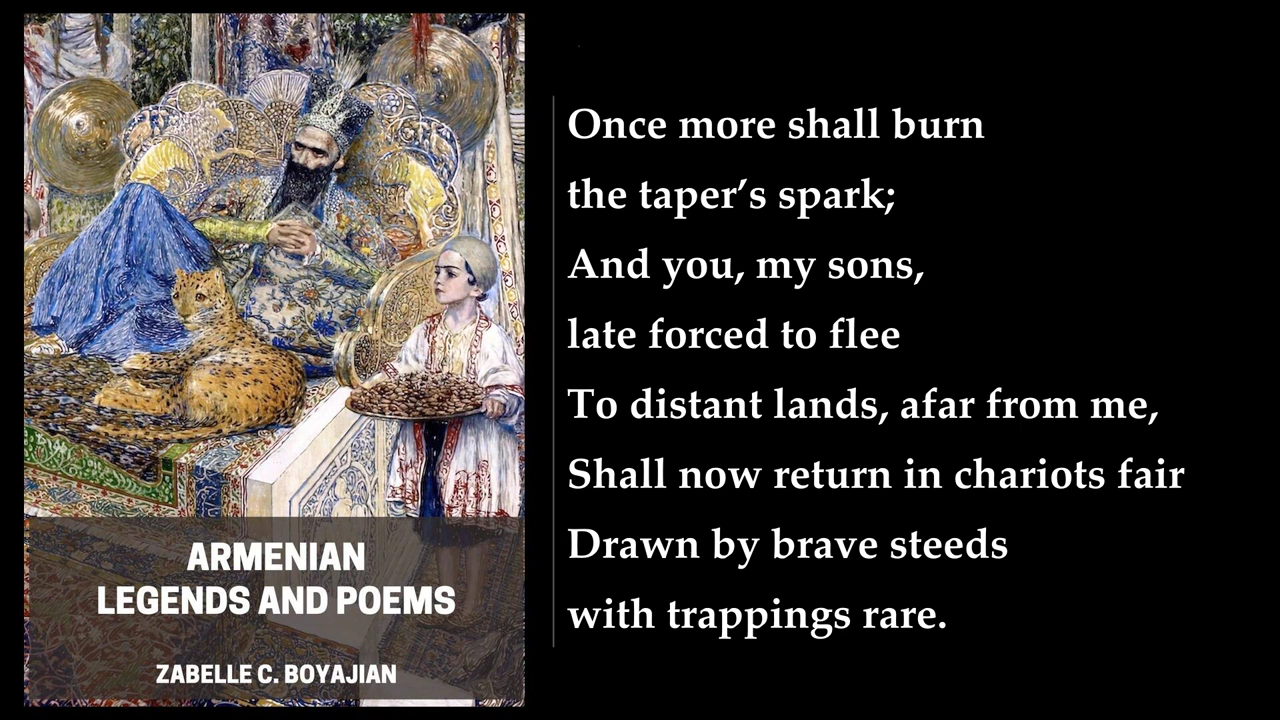 ARMENIAN
LEGENDS AND POEMS
ZABELLE C. BOYAJIAN
Once more shall burn
the taper’s spark;
And you, my sons,
late forced to flee
To distant lands, afar from me,
Shall now return in chariots fair
Drawn by brave steeds
with trappings rare.